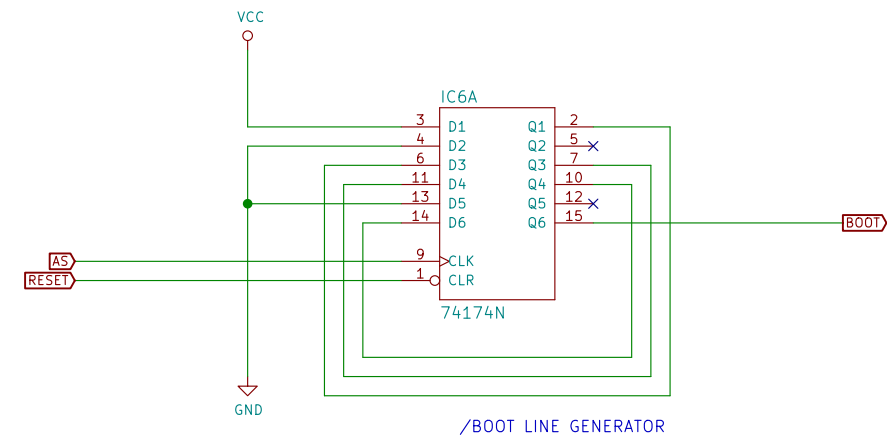 VCC
IC6A
3 D1 Q1 2
4 D2 Q2 5
6 D3 Q3 7
11 D4 Q4 10
13 D5 Q5 12
14 D6 Q6 15
BOOT
AS 9 CLK
RESET 1 CLR
74174N
GND
/BOOT LINE GENERATOR